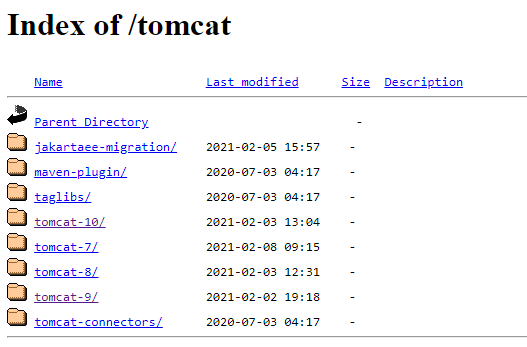 Index of /tomcat
Name Last modified Size Description
Parent Directory -
jakartaee-migration/ 2021-02-05 15:57 -
maven-plugin/ 2020-07-03 04:17 -
taglibs/ 2020-07-03 04:17 -
tomcat-10/ 2021-02-03 13:04 -
tomcat-7/ 2021-02-08 09:15 -
tomcat-8/ 2021-02-03 12:31 -
tomcat-9/ 2021-02-02 19:18 -
tomcat-connectors/ 2020-07-03 04:17 -